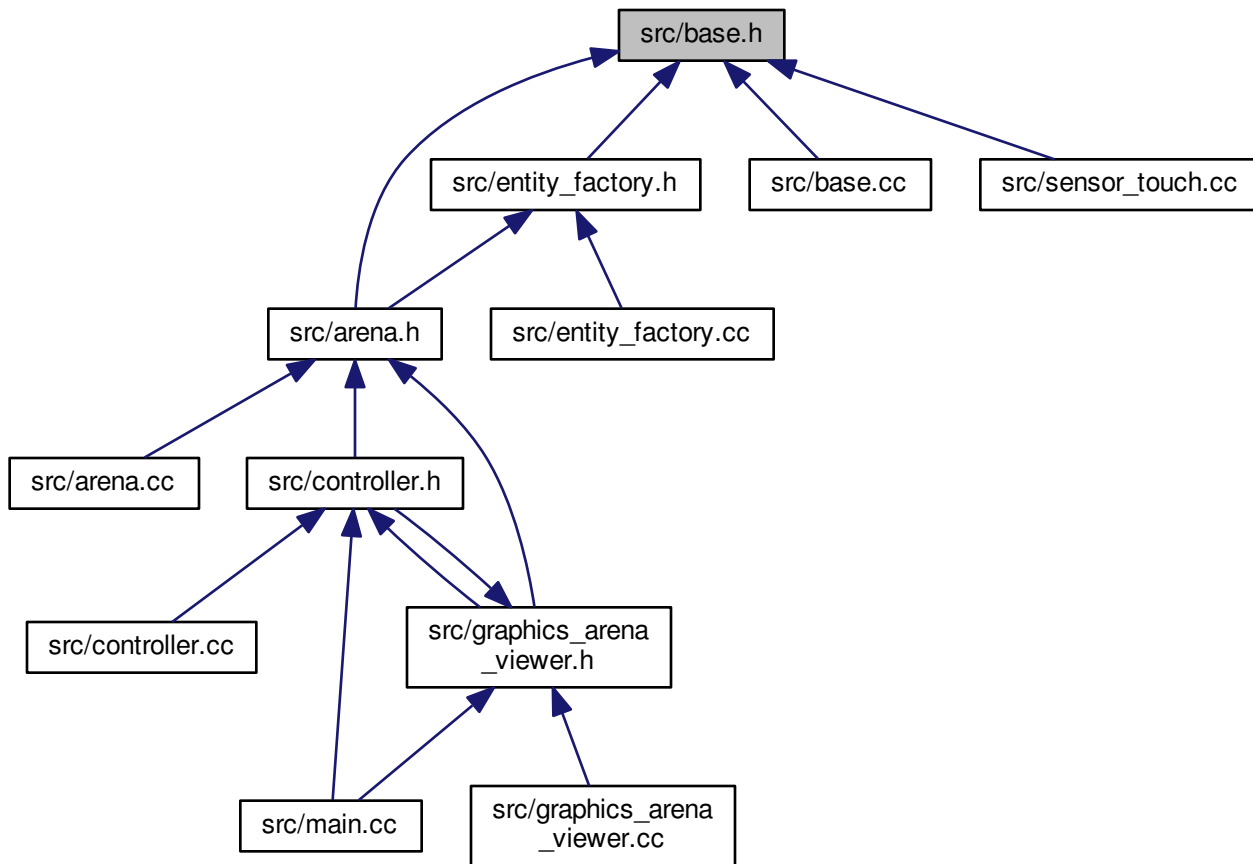 src/base.h
src/entity_factory.h
src/base.cc
src/sensor_touch.cc
src/arena.h
src/entity_factory.cc
src/arena.cc
src/controller.h
src/controller.cc
src/graphics_arena
_viewer.h
src/main.cc
src/graphics_arena
_viewer.cc